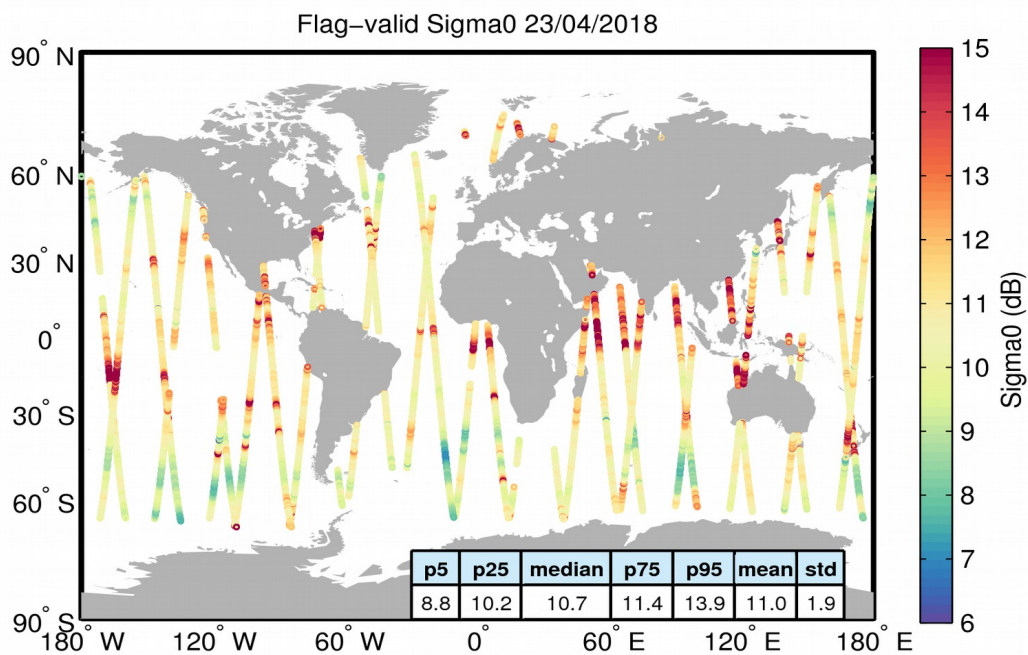 Flag−valid Sigma0 23/04/2018
90° N
60° N
30° N
0°
30° S
60° S
90° S
180° W
120° W
60° W
0°
60° E
120° E
180° E
p5 p25 median p75 p95 mean std
8.8 10.2 10.7 11.4 13.9 11.0 1.9
15
14
13
12
11
10
9
8
7
6
Sigma0 (dB)